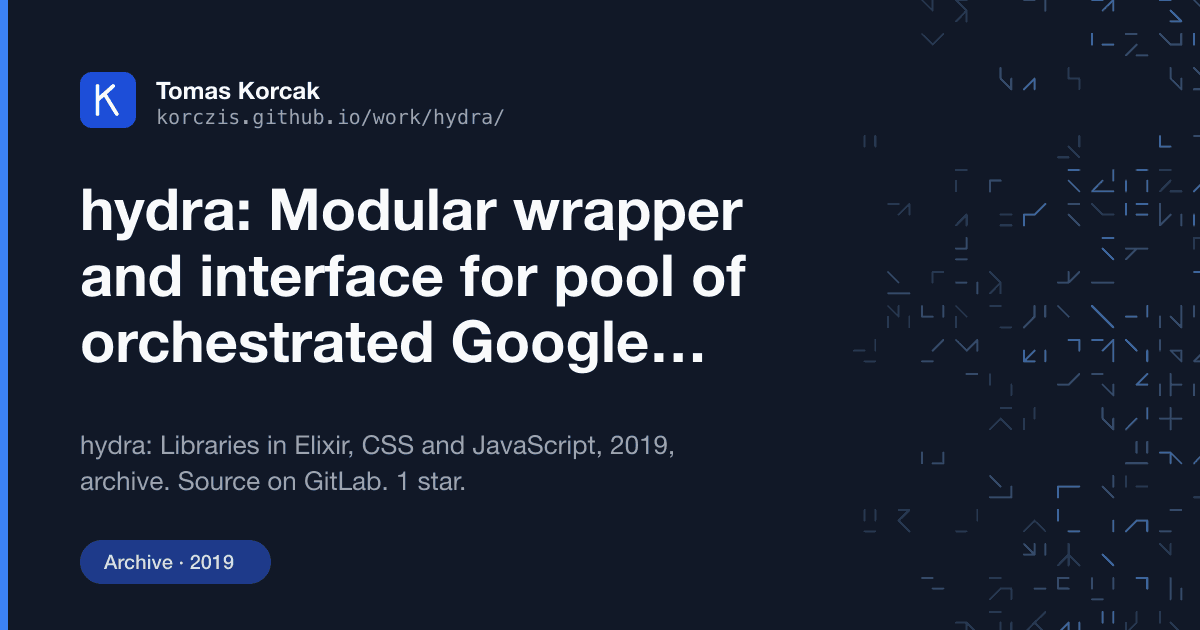 K
Tomas Korcak
korczis.github.io/work/hydra/
hydra: Modular wrapper
and interface for pool of
orchestrated Google…
hydra: Libraries in Elixir, CSS and JavaScript, 2019,
archive. Source on GitLab. 1 star.
Archive · 2019